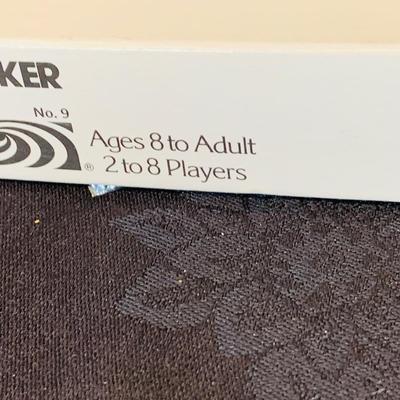 KER
No. 9
Ages 8 to Adult
® 2 to 8 Players